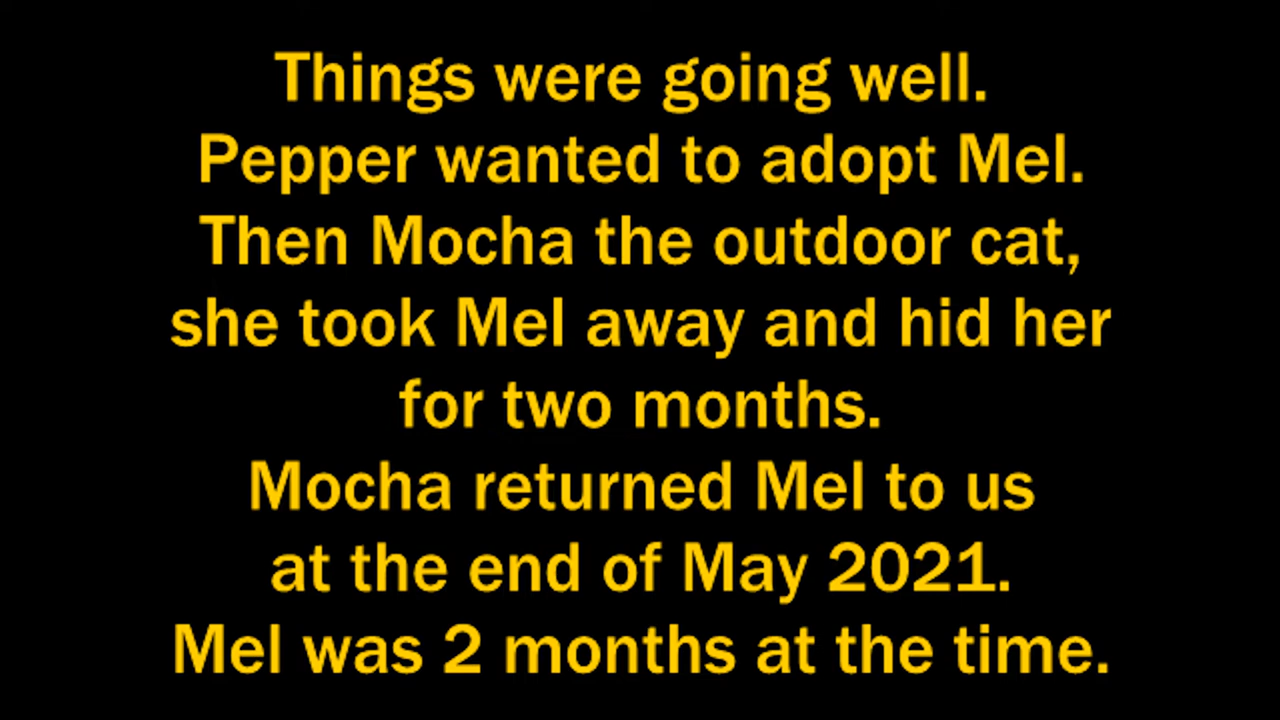 Things were going well.
Pepper wanted to adopt Mel.
Then Mocha the outdoor cat,
she took Mel away and hid her
for two months.
Mocha returned Mel to us
at the end of May 2021.
Mel was 2 months at the time.